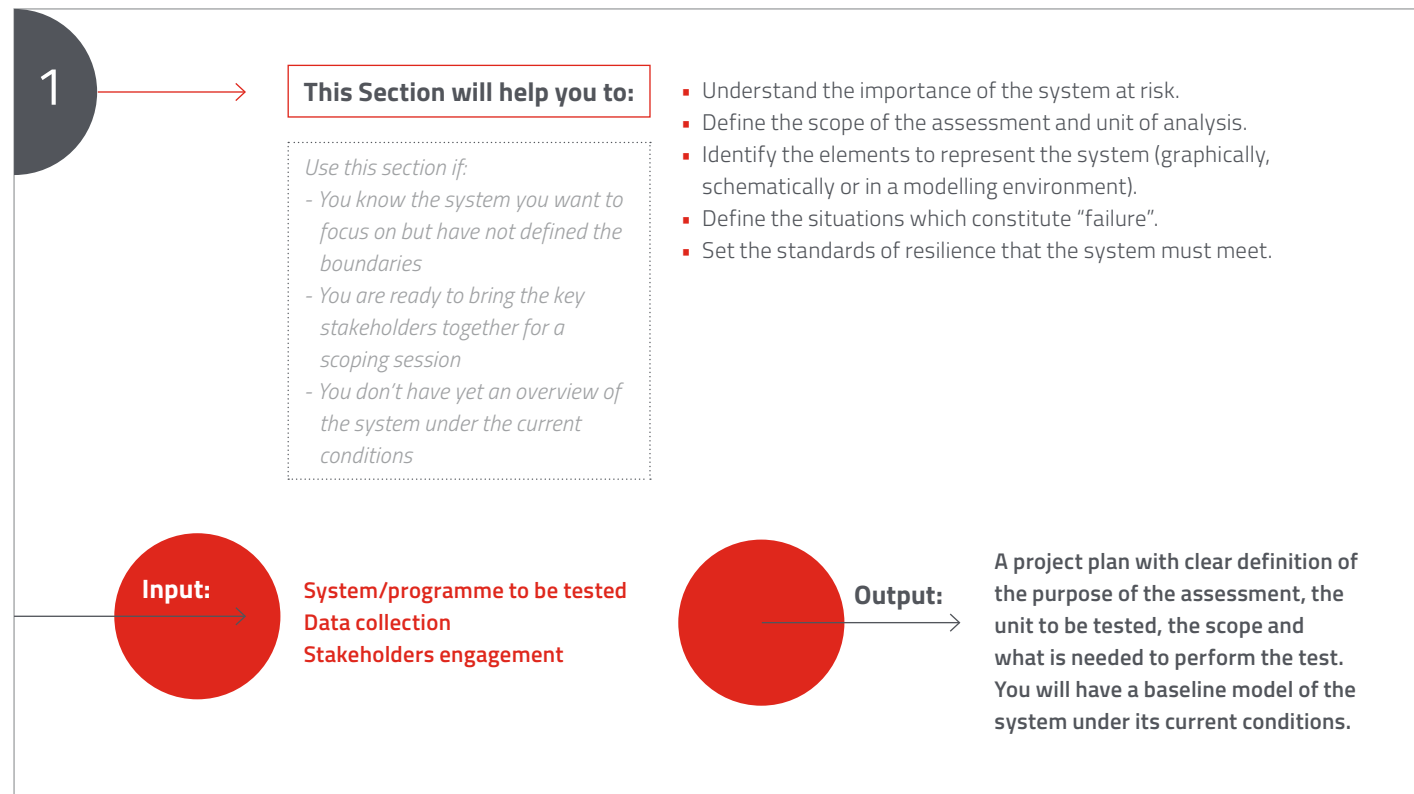 1
This Section will help you to:
Use this section if:
- You know the system you want to
focus on but have not defined the
boundaries
- You are ready to bring the key
stakeholders together for a
scoping session
- You don't have yet an overview of
the system under the current
conditions
▪ Understand the importance of the system at risk.
▪ Define the scope of the assessment and unit of analysis.
▪ Identify the elements to represent the system (graphically,
schematically or in a modelling environment).
▪ Define the situations which constitute “failure”.
▪ Set the standards of resilience that the system must meet.
Input:
System/programme to be tested
Data collection
Stakeholders engagement
Output:
A project plan with clear definition of
the purpose of the assessment, the
unit to be tested, the scope and
what is needed to perform the test.
You will have a baseline model of the
system under its current conditions.